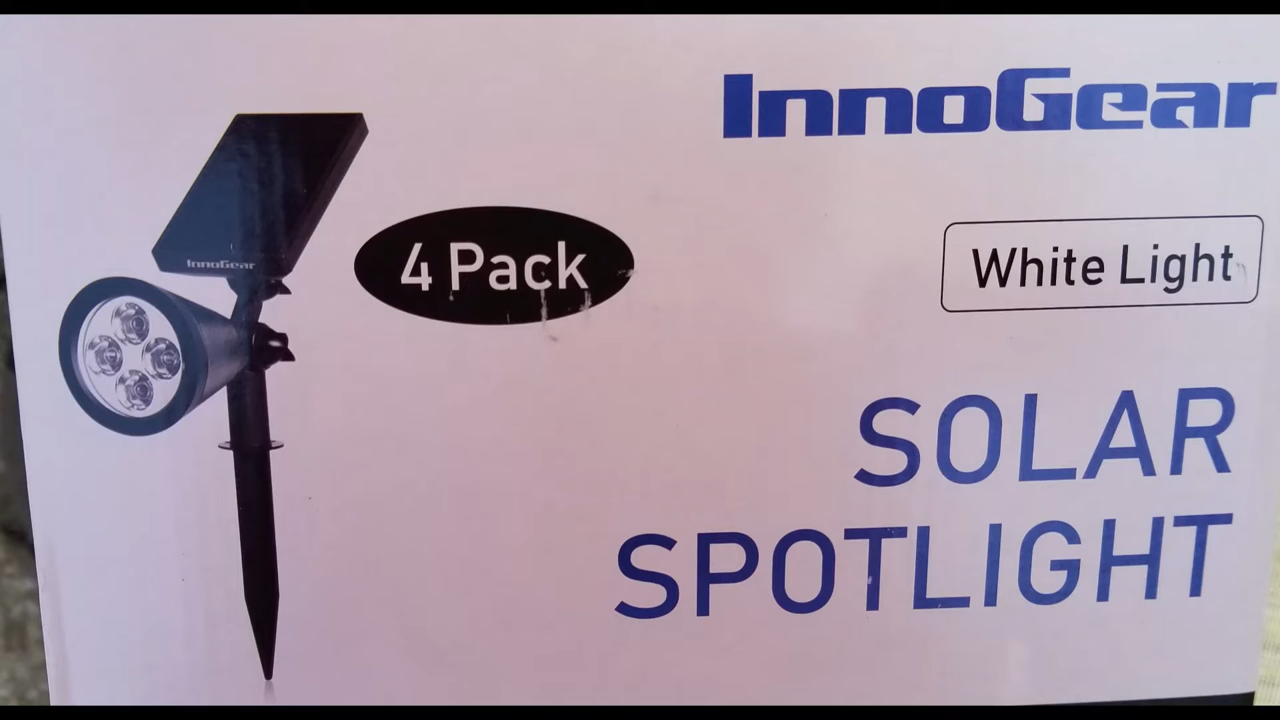 InnoGear
InnoGear
4 Pack
White Light
SOLAR
SPOTLIGHT